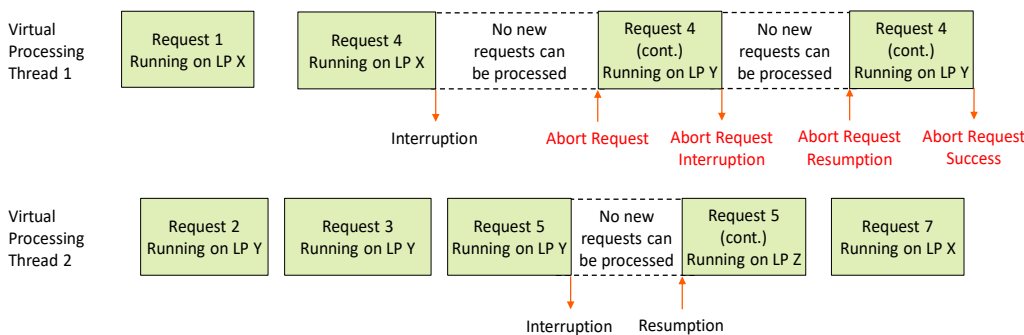 Virtual
Processing
Thread 1
Request 1
Running on LP X
Request 4
Running on LP X
No new
requests can
be processed
Request 4
(cont.)
Running on LP Y
No new
requests can
be processed
Request 4
(cont.)
Running on LP Y
Interruption
Abort Request
Abort Request
Interruption
Abort Request
Resumption
Abort Request
Success
Virtual
Processing
Thread 2
Request 2
Running on LP Y
Request 3
Running on LP Y
Request 5
Running on LP Y
No new
requests can
be processed
Request 5
(cont.)
Running on LP Z
Request 7
Running on LP X
Interruption
Resumption